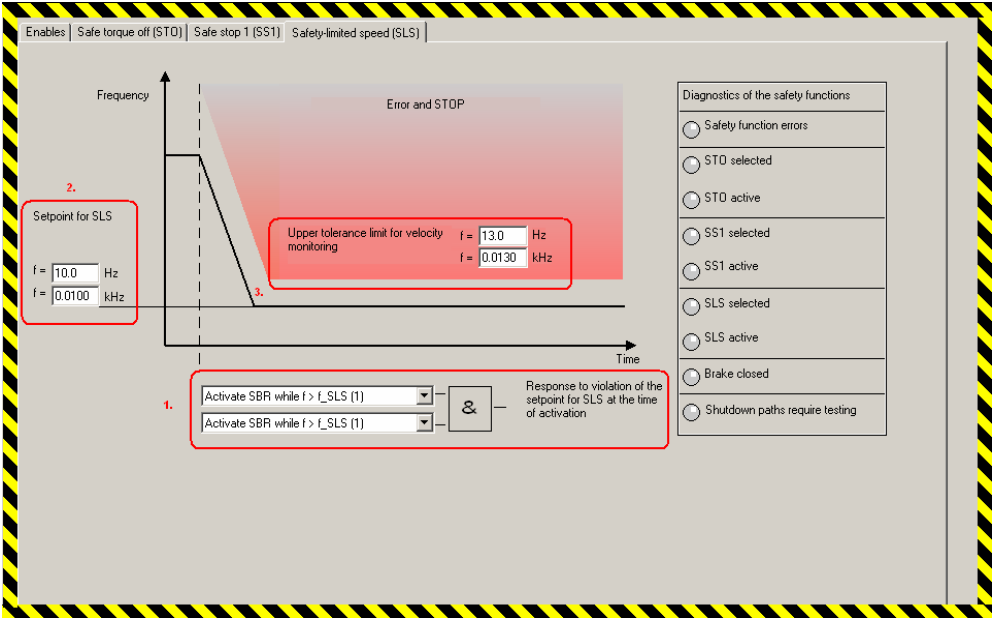 Enables
Safe torque off (STO)
Safe stop 1 (SS1)
Safety-limited speed (SLS)
Frequency
Error and STOP
2.
Setpoint for SLS
f = 10.0 Hz
f = 0.0100 kHz
Upper tolerance limit for velocity
monitoring
f = 13.0 Hz
f = 0.0130 kHz
3.
Time
1.
Activate SBR while f > f_SLS (1)
Activate SBR while f > f_SLS (1)
&
Response to violation of the
setpoint for SLS at the time
of activation
Diagnostics of the safety functions
Safety function errors
STO selected
STO active
SS1 selected
SS1 active
SLS selected
SLS active
Brake closed
Shutdown paths require testing